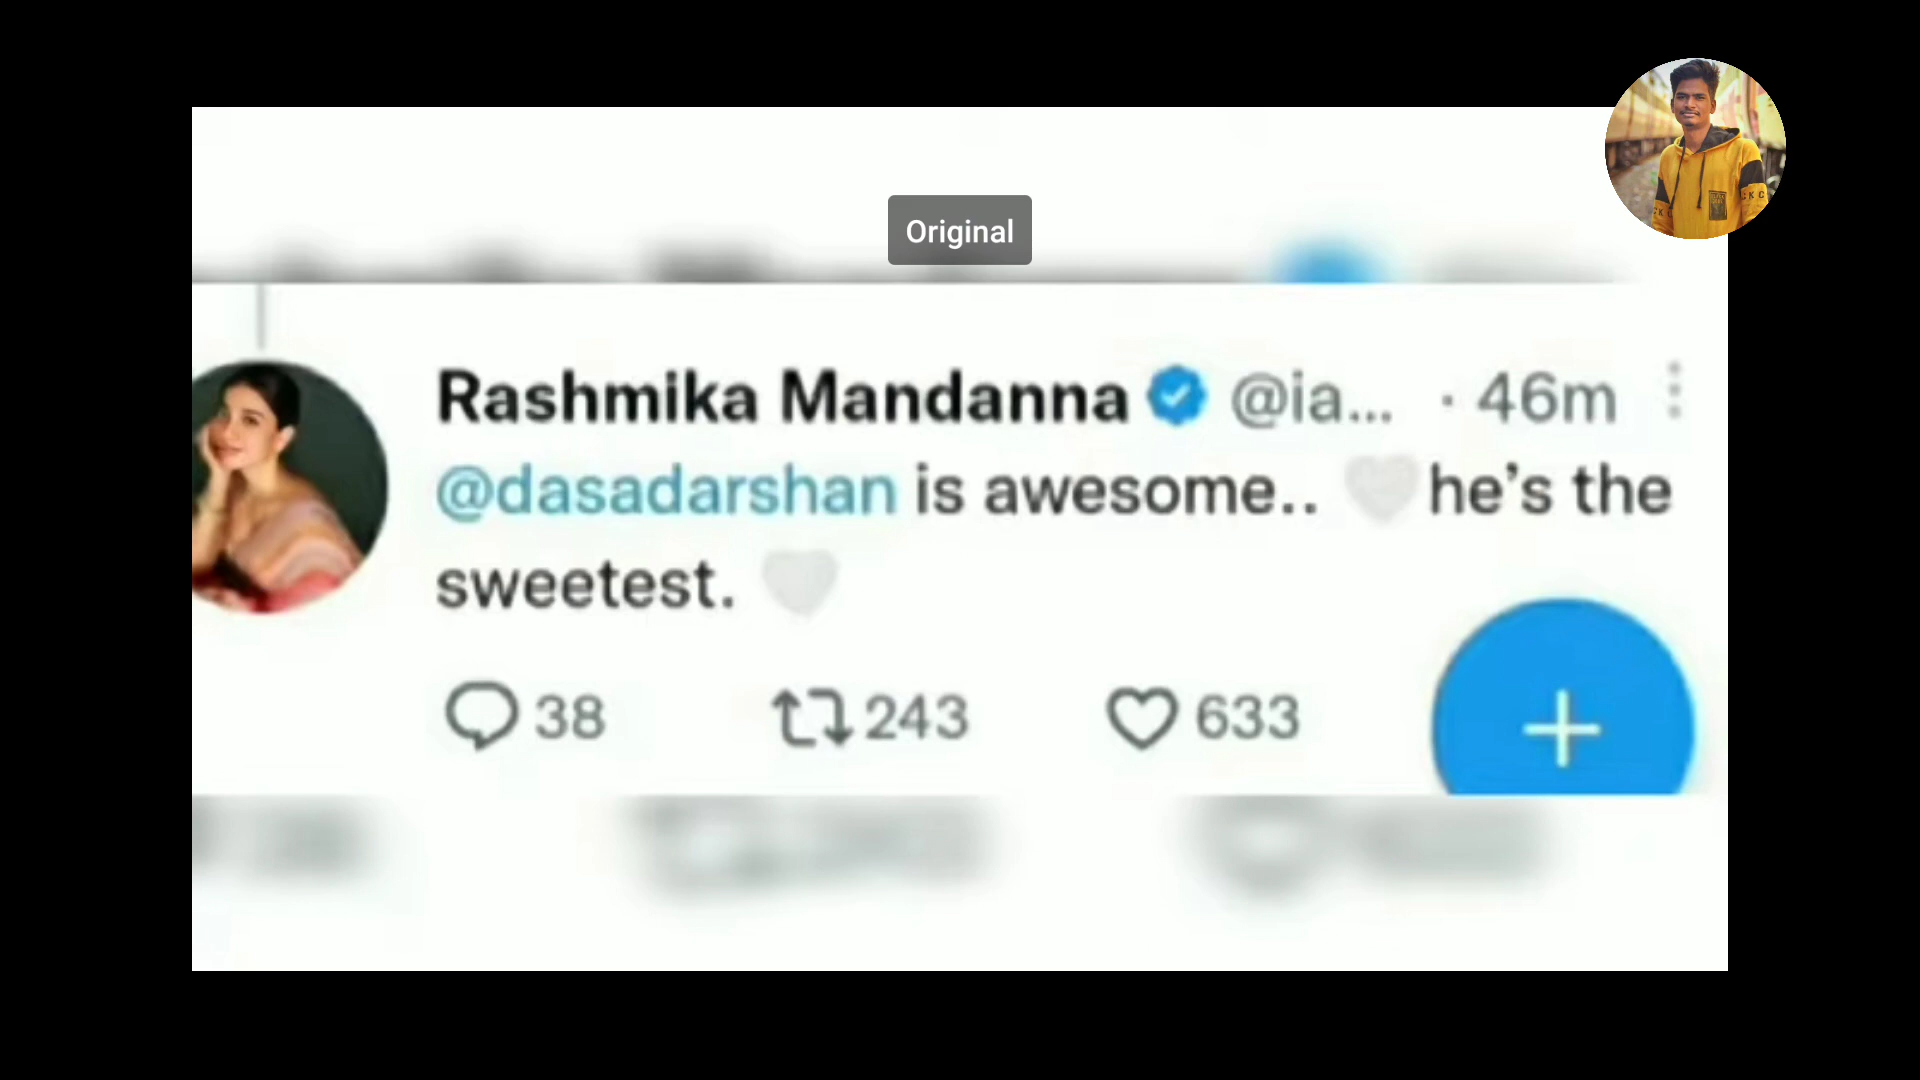 Original
Rashmika Mandanna @ia... · 46m
@dasadarshan is awesome.. 🤍he's the
sweetest. 🤍
38 243 633